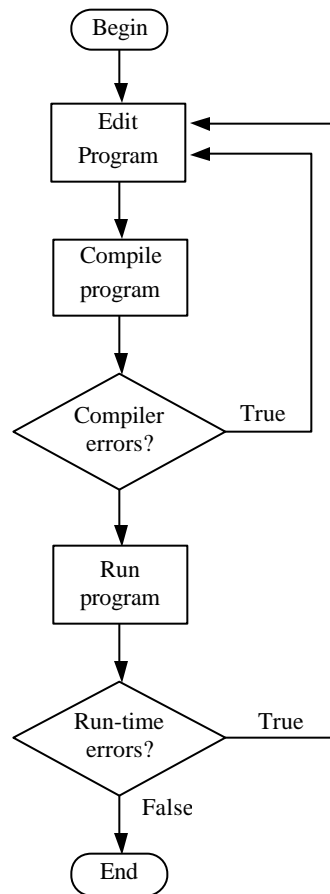 Begin
Edit
Program
Compile
program
Compiler
errors?
True
Run
program
Run-time
errors?
True
False
End